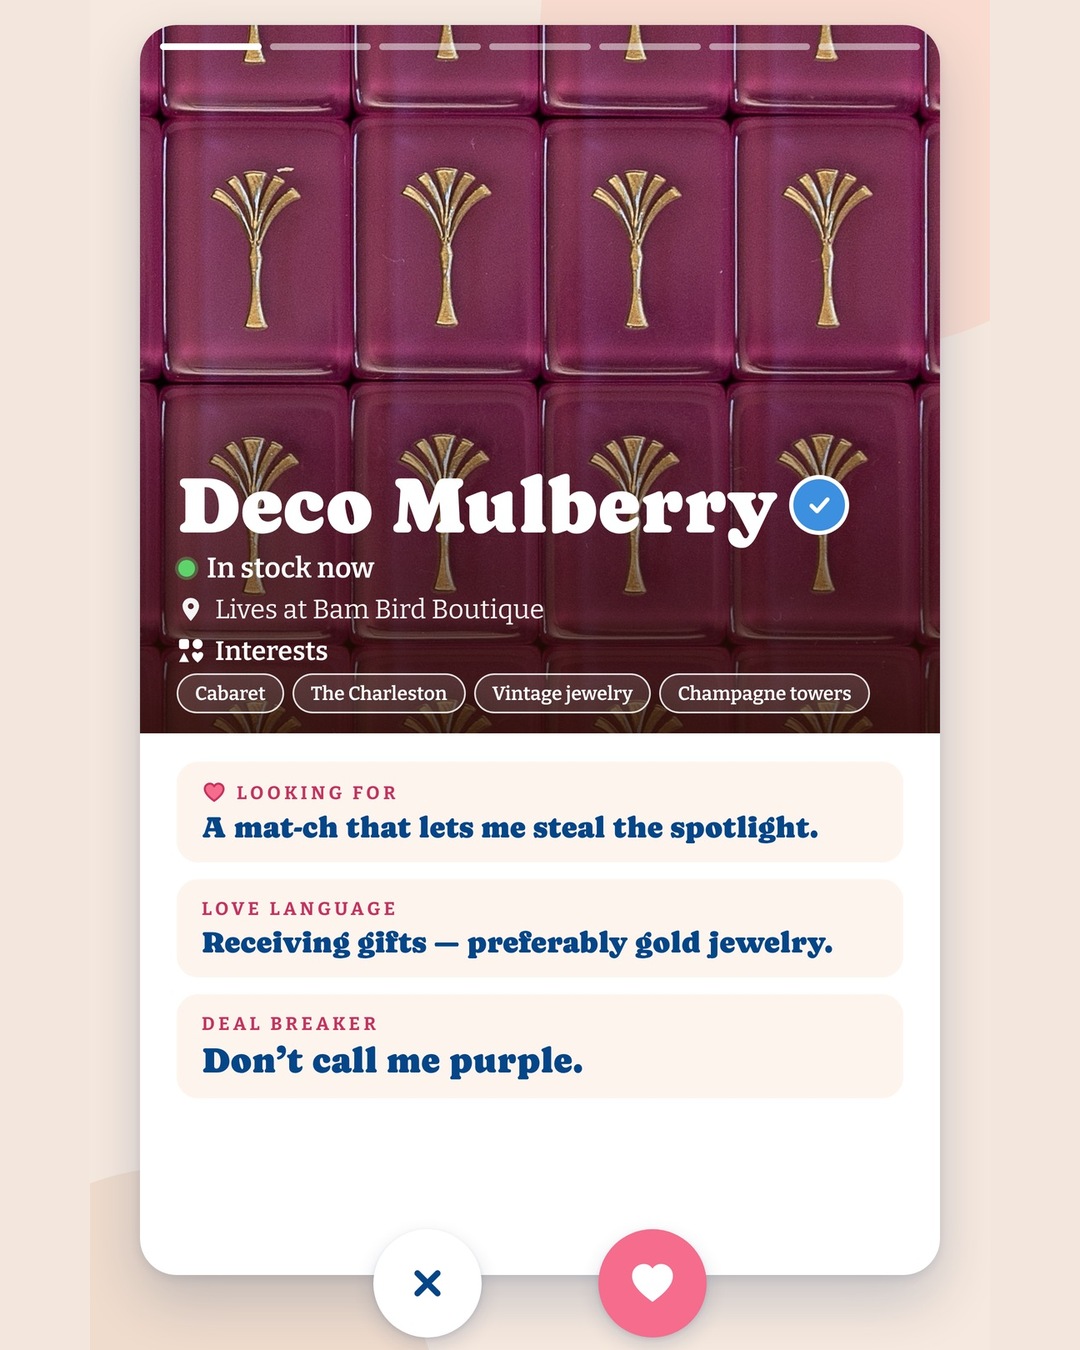 Deco Mulberry
In stock now
Lives at Bam Bird Boutique
Interests
Cabaret
The Charleston
Vintage jewelry
Champagne towers
LOOKING FOR
A mat-ch that lets me steal the spotlight.
LOVE LANGUAGE
Receiving gifts — preferably gold jewelry.
DEAL BREAKER
Don’t call me purple.